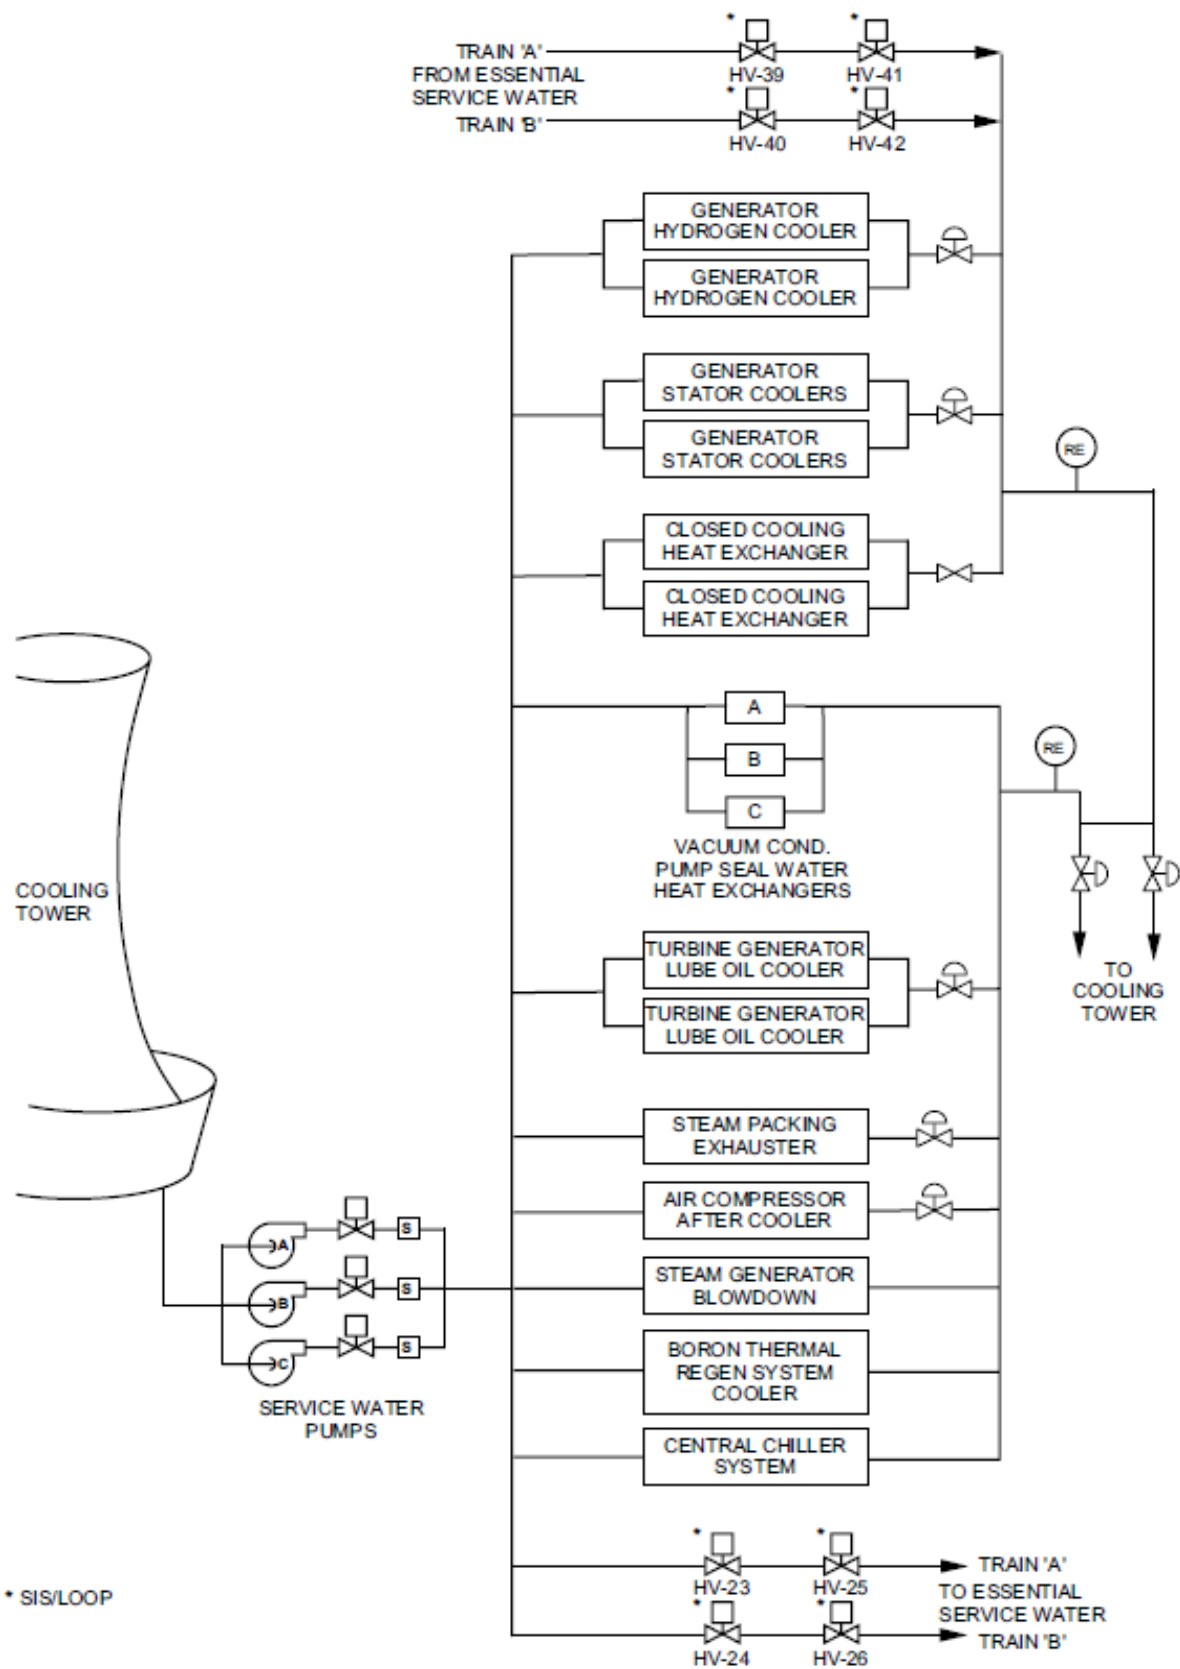 * *
TRAIN 'A'
FROM ESSENTIAL
SERVICE WATER
HV-39 HV-41
* *
TRAIN 'B'
HV-40 HV-42
GENERATOR
HYDROGEN COOLER
GENERATOR
HYDROGEN COOLER
GENERATOR
STATOR COOLERS
GENERATOR
STATOR COOLERS
RE
CLOSED COOLING
HEAT EXCHANGER
CLOSED COOLING
HEAT EXCHANGER
A
B
C
RE
VACUUM COND.
PUMP SEAL WATER
HEAT EXCHANGERS
COOLING
TOWER
TURBINE GENERATOR
LUBE OIL COOLER
TURBINE GENERATOR
LUBE OIL COOLER
TO
COOLING
TOWER
STEAM PACKING
EXHAUSTER
AIR COMPRESSOR
AFTER COOLER
STEAM GENERATOR
BLOWDOWN
BORON THERMAL
REGEN SYSTEM
COOLER
CENTRAL CHILLER
SYSTEM
A S
B S
C S
SERVICE WATER
PUMPS
* *
HV-23 HV-25
TRAIN 'A'
TO ESSENTIAL
SERVICE WATER
TRAIN 'B'
* *
HV-24 HV-26
* SIS/LOOP